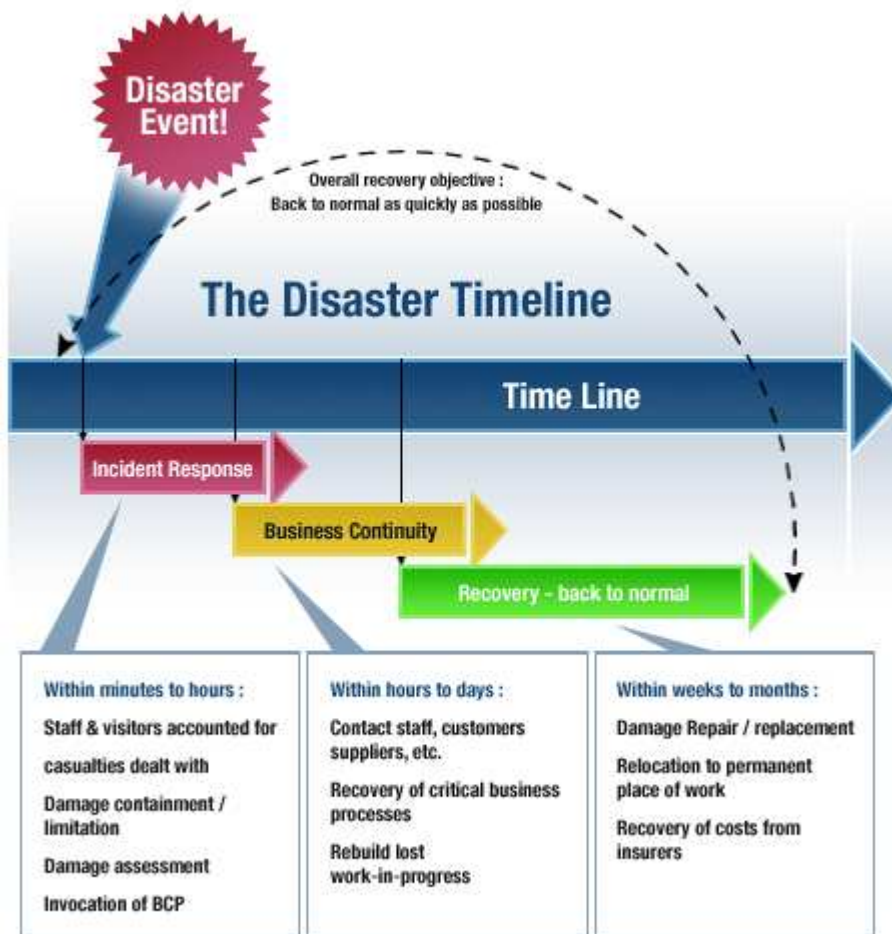 Disaster
Event!
Overall recovery objective :
Back to normal as quickly as possible
The Disaster Timeline
Time Line
Incident Response
Business Continuity
Recovery - back to normal
Within minutes to hours :
Staff & visitors accounted for
casualties dealt with
Damage containment /
limitation
Damage assessment
Invocation of BCP
Within hours to days :
Contact staff, customers
suppliers, etc.
Recovery of critical business
processes
Rebuild lost
work-in-progress
Within weeks to months :
Damage Repair / replacement
Relocation to permanent
place of work
Recovery of costs from
insurers